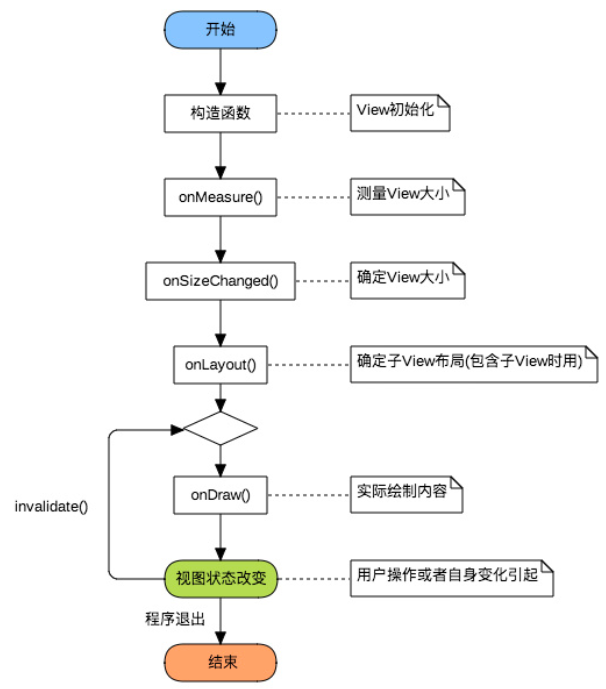 开始
构造函数
View初始化
onMeasure()
测量View大小
onSizeChanged()
确定View大小
onLayout()
确定子View布局(包含子View时用)
invalidate()
onDraw()
实际绘制内容
视图状态改变
用户操作或者自身变化引起
程序退出
结束